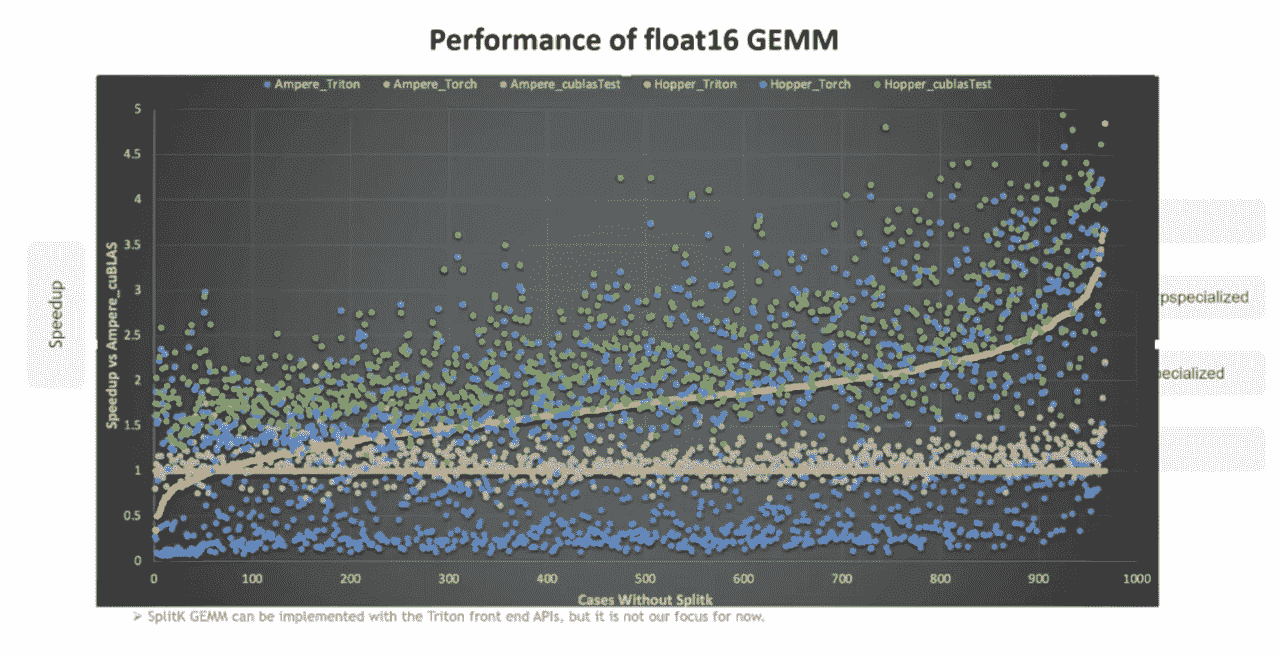 Performance of float16 GEMM
Ampere_Triton Ampere_Torch Ampere_cublasTest Hopper_Triton Hopper_Torch Hopper_cublasTest
5
4.5
4
3.5
3
2.5
2
1.5
1
0.5
0
Speedup
Speedup vs Ampere_cuBLAS
pspecialized
pecialized
0 100 200 300 400 500 600 700 800 900 1000
Cases Without Splitk
➢ SplitK GEMM can be implemented with the Triton front end APIs, but it is not our focus for now.